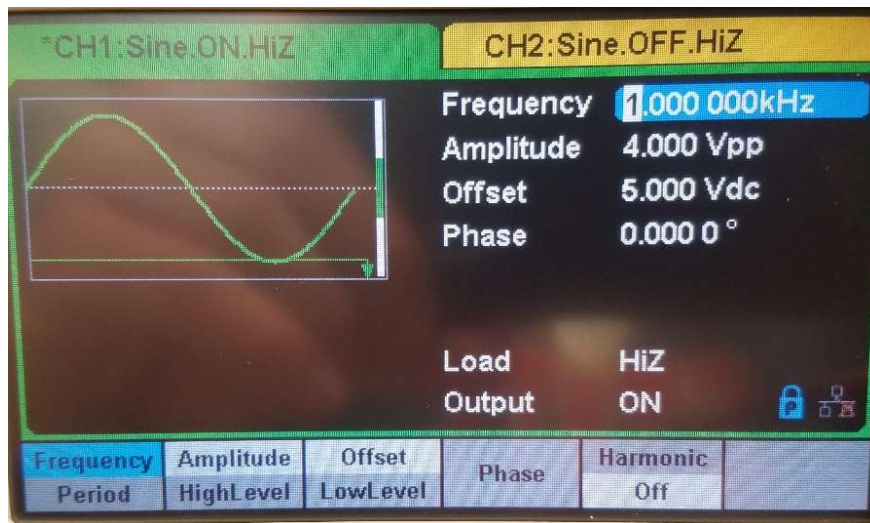 *CH1:Sine.ON.HiZ
CH2:Sine.OFF.HiZ
Frequency 1.000 000kHz
Amplitude 4.000 Vpp
Offset 5.000 Vdc
Phase 0.000 0 °
Load HiZ
Output ON
P
Frequency Amplitude Offset Phase Harmonic
Period HighLevel LowLevel Off